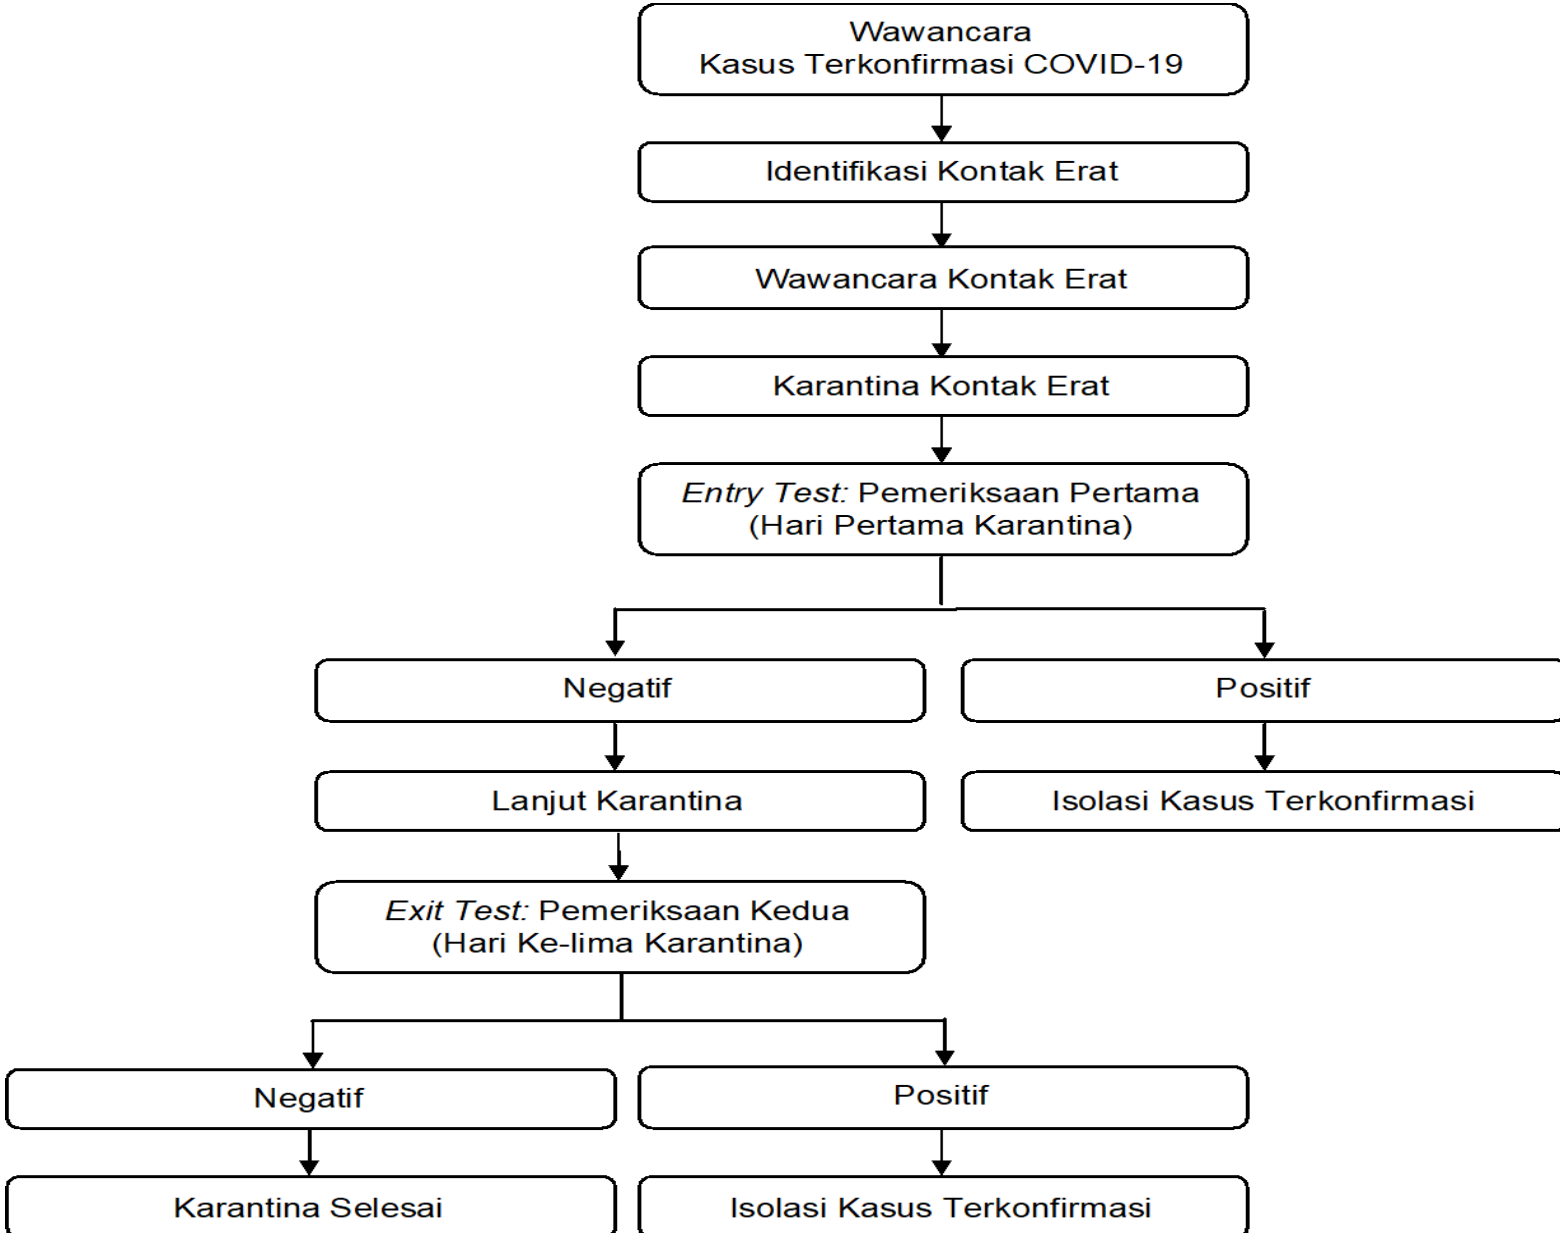 Wawancara
Kasus Terkonfirmasi COVID-19
Identifikasi Kontak Erat
Wawancara Kontak Erat
Karantina Kontak Erat
Entry Test: Pemeriksaan Pertama
(Hari Pertama Karantina)
Negatif
Positif
Lanjut Karantina
Isolasi Kasus Terkonfirmasi
Exit Test: Pemeriksaan Kedua
(Hari Ke-lima Karantina)
Negatif
Positif
Karantina Selesai
Isolasi Kasus Terkonfirmasi